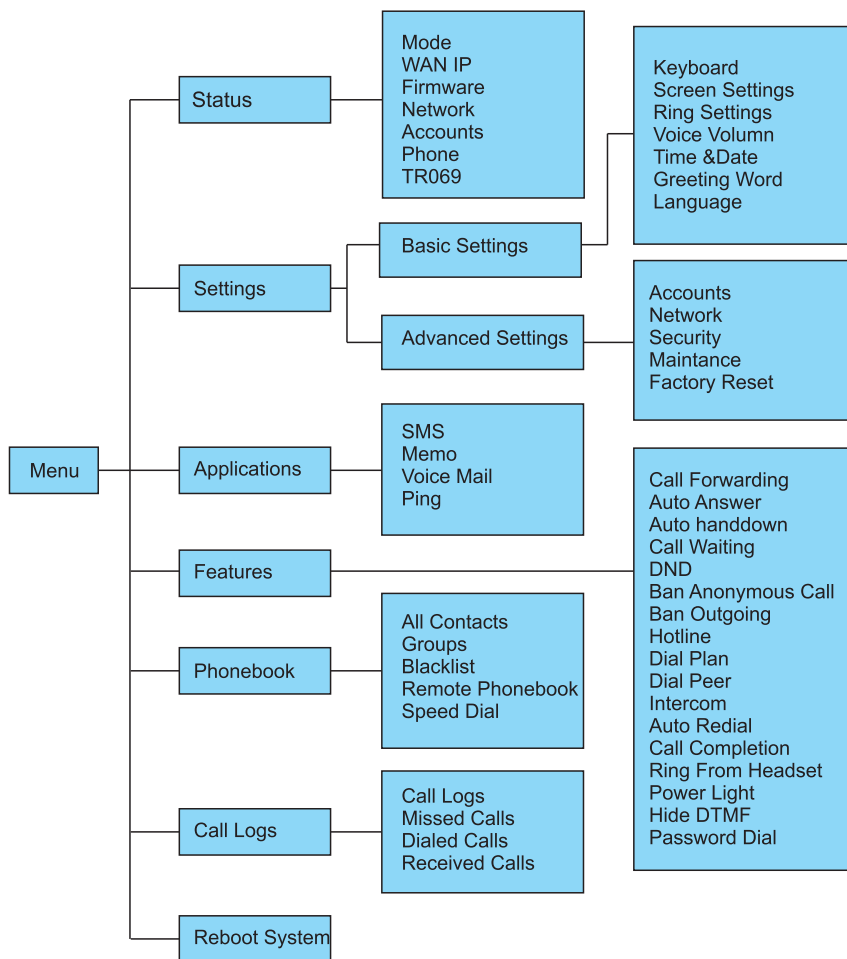 Menu
Status
Mode
WAN IP
Firmware
Network
Accounts
Phone
TR069
Settings
Basic Settings
Keyboard
Screen Settings
Ring Settings
Voice Volumn
Time &Date
Greeting Word
Language
Advanced Settings
Accounts
Network
Security
Maintance
Factory Reset
Applications
SMS
Memo
Voice Mail
Ping
Features
Call Forwarding
Auto Answer
Auto handdown
Call Waiting
DND
Ban Anonymous Call
Ban Outgoing
Hotline
Dial Plan
Dial Peer
Intercom
Auto Redial
Call Completion
Ring From Headset
Power Light
Hide DTMF
Password Dial
Phonebook
All Contacts
Groups
Blacklist
Remote Phonebook
Speed Dial
Call Logs
Call Logs
Missed Calls
Dialed Calls
Received Calls
Reboot System